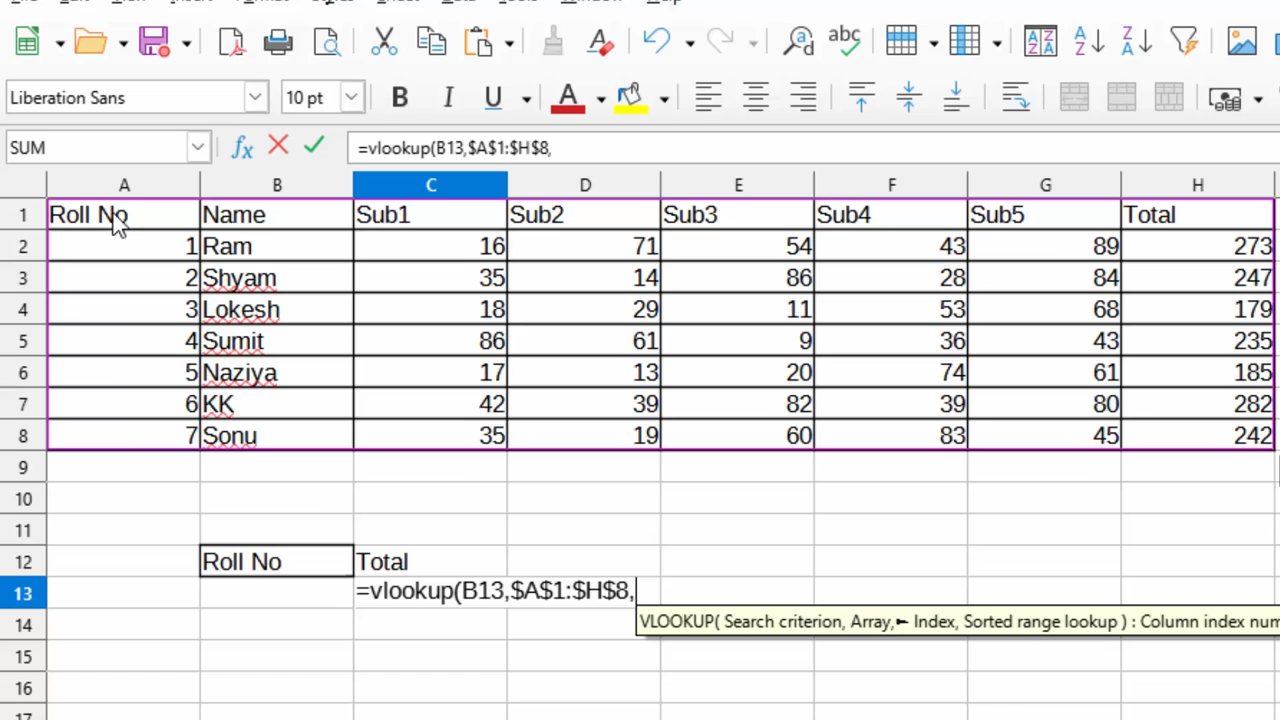 Liberation Sans 10 pt B I U A
SUM fx =vlookup(B13,$A$1:$H$8,
A B C D E F G H
1 Roll No Name Sub1 Sub2 Sub3 Sub4 Sub5 Total
2 1 Ram 16 71 54 43 89 273
3 2 Shyam 35 14 86 28 84 247
4 3 Lokesh 18 29 11 53 68 179
5 4 Sumit 86 61 9 36 43 235
6 5 Naziya 17 13 20 74 61 185
7 6 KK 42 39 82 39 80 282
8 7 Sonu 35 19 60 83 45 242
9
10
11
12 Roll No Total
13 =vlookup(B13,$A$1:$H$8,
14 VLOOKUP( Search criterion, Array, Index, Sorted range lookup ) : Column index num
15
16
17